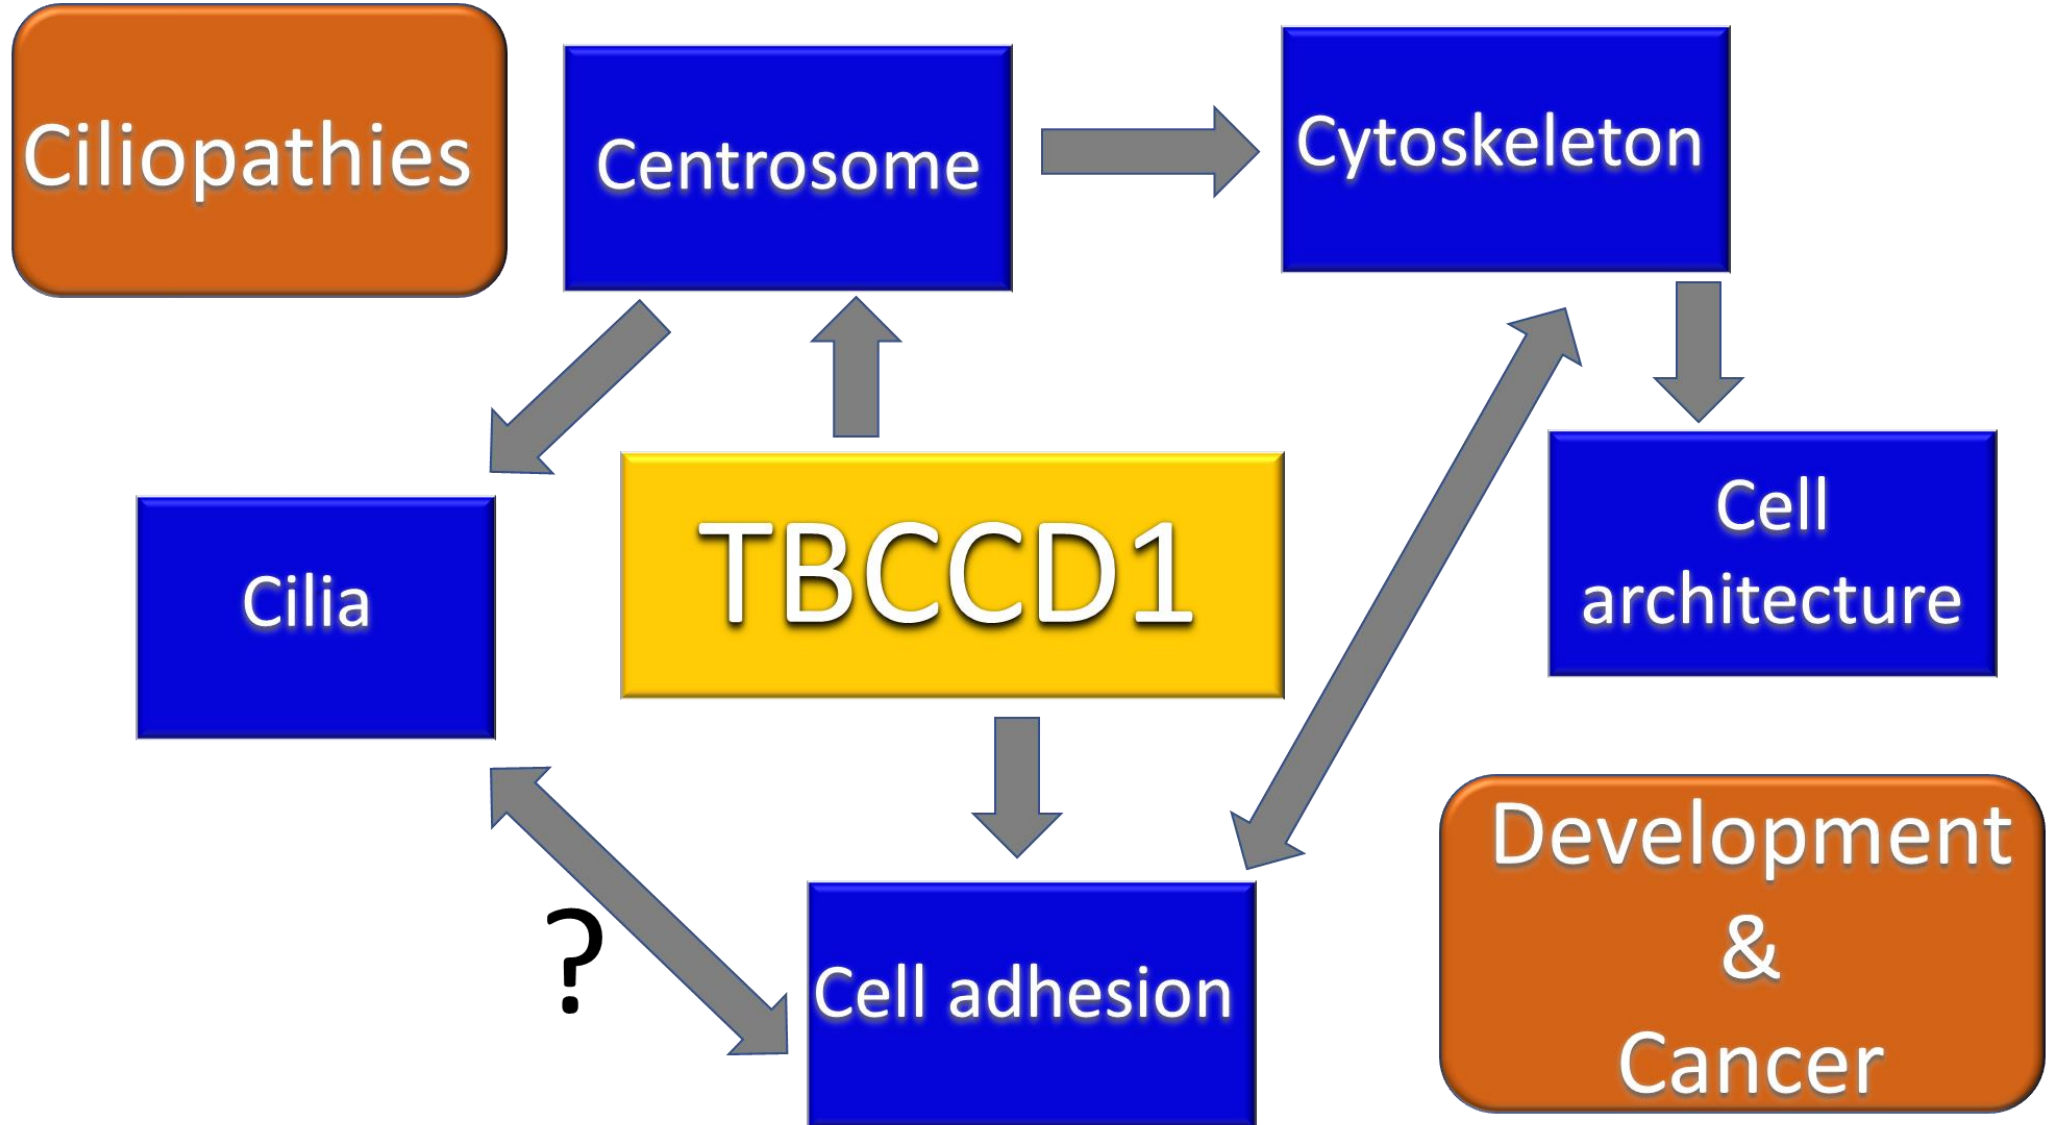 Ciliopathies
Centrosome
Cytoskeleton
Cilia
TBCCD1
Cell
architecture
?
Cell adhesion
Development
&
Cancer